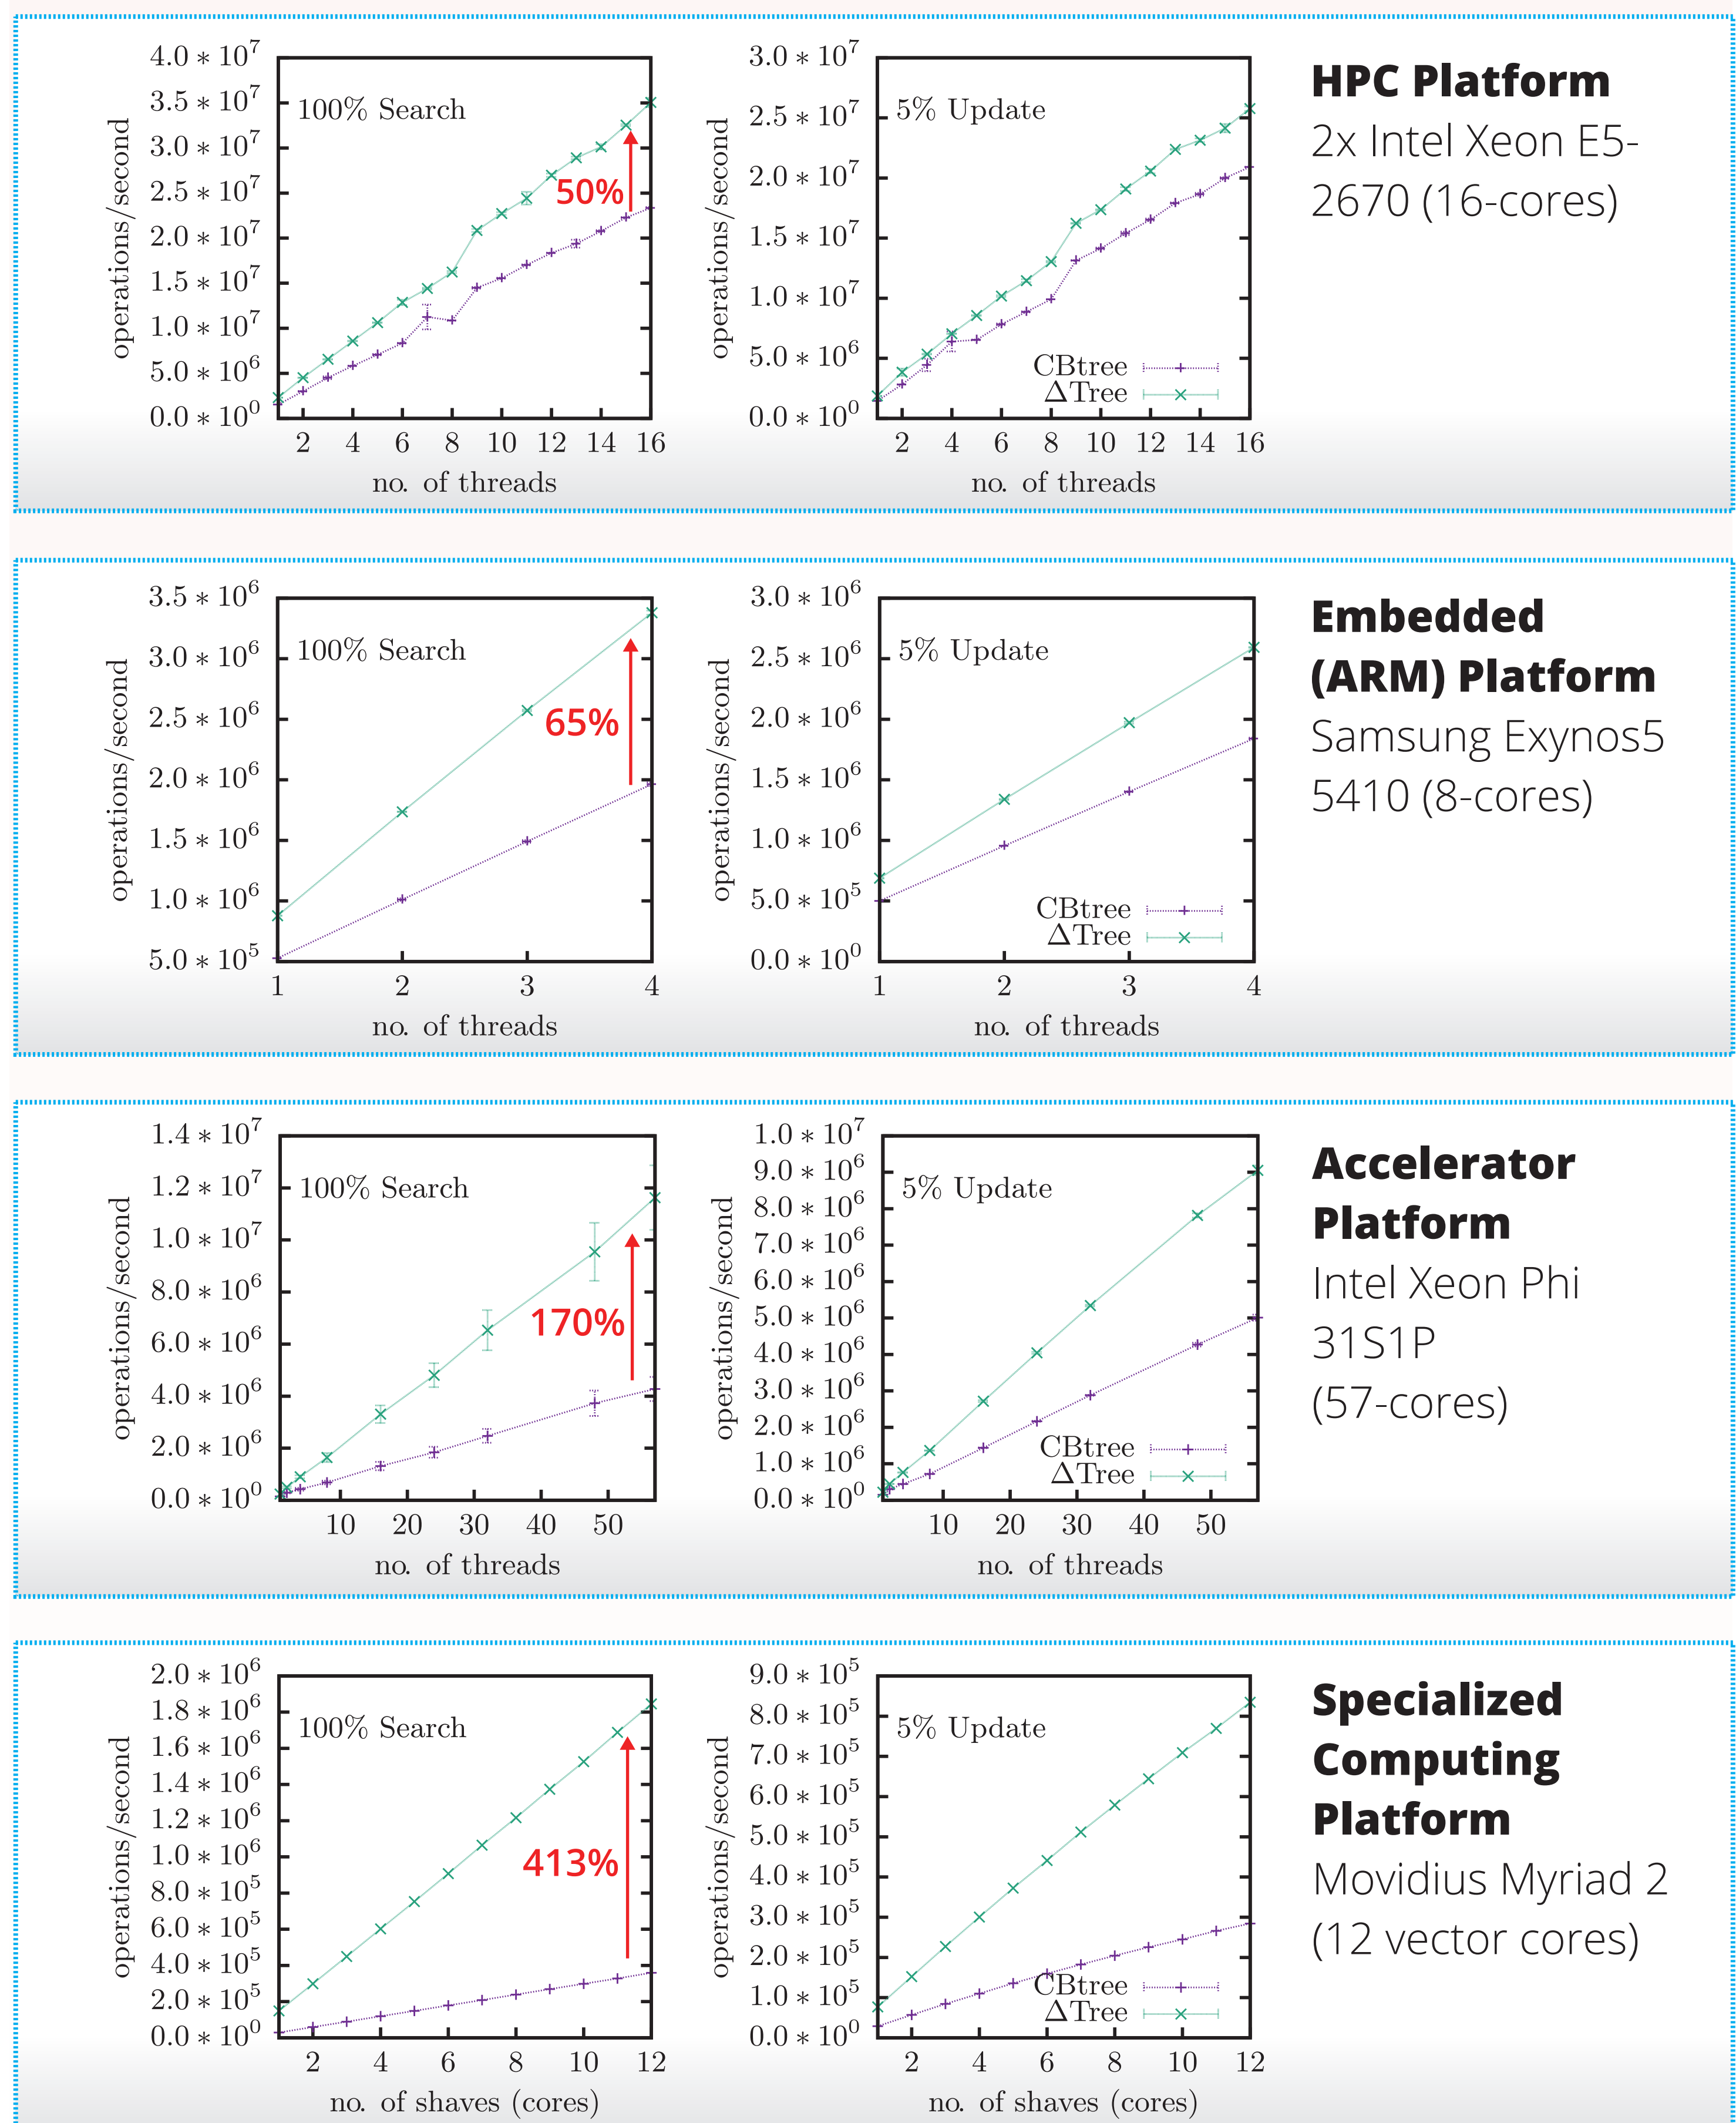 4.0 * 10^7
3.5 * 10^7
3.0 * 10^7
2.5 * 10^7
2.0 * 10^7
1.5 * 10^7
1.0 * 10^7
5.0 * 10^6
0.0 * 10^0
operations/second
100% Search
50%
2 4 6 8 10 12 14 16
no. of threads
3.0 * 10^7
2.5 * 10^7
2.0 * 10^7
1.5 * 10^7
1.0 * 10^7
5.0 * 10^6
0.0 * 10^0
operations/second
5% Update
CBtree
ΔTree
2 4 6 8 10 12 14 16
no. of threads
HPC Platform
2x Intel Xeon E5-
2670 (16-cores)
3.5 * 10^6
3.0 * 10^6
2.5 * 10^6
2.0 * 10^6
1.5 * 10^6
1.0 * 10^6
5.0 * 10^5
operations/second
100% Search
65%
1 2 3 4
no. of threads
3.0 * 10^6
2.5 * 10^6
2.0 * 10^6
1.5 * 10^6
1.0 * 10^6
5.0 * 10^5
0.0 * 10^0
operations/second
5% Update
CBtree
ΔTree
1 2 3 4
no. of threads
Embedded
(ARM) Platform
Samsung Exynos5
5410 (8-cores)
1.4 * 10^7
1.2 * 10^7
1.0 * 10^7
8.0 * 10^6
6.0 * 10^6
4.0 * 10^6
2.0 * 10^6
0.0 * 10^0
operations/second
100% Search
170%
10 20 30 40 50
no. of threads
1.0 * 10^7
9.0 * 10^6
8.0 * 10^6
7.0 * 10^6
6.0 * 10^6
5.0 * 10^6
4.0 * 10^6
3.0 * 10^6
2.0 * 10^6
1.0 * 10^6
0.0 * 10^0
operations/second
5% Update
CBtree
ΔTree
10 20 30 40 50
no. of threads
Accelerator
Platform
Intel Xeon Phi
31S1P
(57-cores)
2.0 * 10^6
1.8 * 10^6
1.6 * 10^6
1.4 * 10^6
1.2 * 10^6
1.0 * 10^6
8.0 * 10^5
6.0 * 10^5
4.0 * 10^5
2.0 * 10^5
0.0 * 10^0
operations/second
100% Search
413%
2 4 6 8 10 12
no. of shaves (cores)
9.0 * 10^5
8.0 * 10^5
7.0 * 10^5
6.0 * 10^5
5.0 * 10^5
4.0 * 10^5
3.0 * 10^5
2.0 * 10^5
1.0 * 10^5
0.0 * 10^0
operations/second
5% Update
CBtree
ΔTree
2 4 6 8 10 12
no. of shaves (cores)
Specialized
Computing
Platform
Movidius Myriad 2
(12 vector cores)